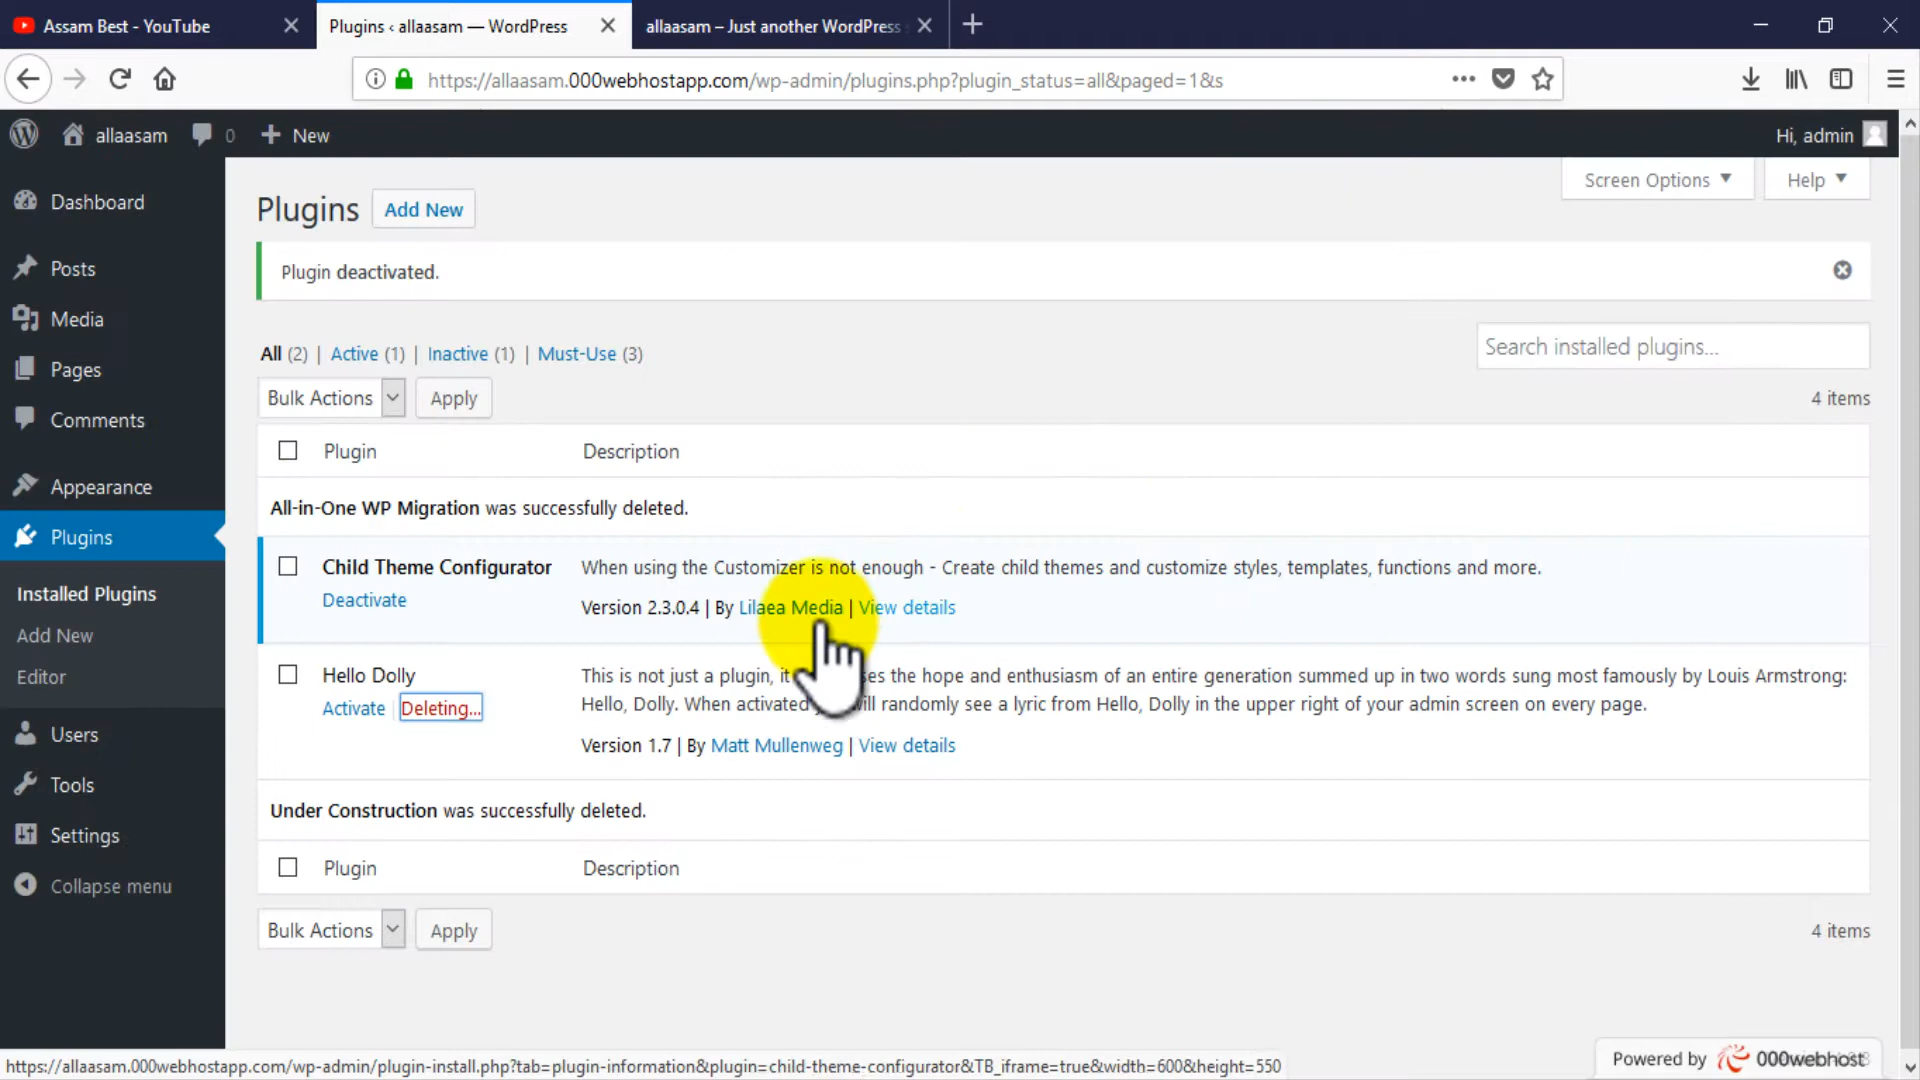 Assam Best - YouTube
Plugins ‹ allaasam — WordPress
allaasam – Just another WordPress
https://allaasam.000webhostapp.com/wp-admin/plugins.php?plugin_status=all&paged=1&s
allaasam
0
New
Hi, admin
Screen Options
Help
Dashboard
Posts
Media
Pages
Comments
Appearance
Plugins
Installed Plugins
Add New
Editor
Users
Tools
Settings
Collapse menu
Plugins
Add New
Plugin deactivated.
All (2) | Active (1) | Inactive (1) | Must-Use (3)
Search installed plugins...
Bulk Actions
Apply
4 items
Plugin
Description
All-in-One WP Migration was successfully deleted.
Child Theme Configurator
Deactivate
When using the Customizer is not enough - Create child themes and customize styles, templates, functions and more.
Version 2.3.0.4 | By Lilaea Media | View details
Hello Dolly
Activate | Deleting...
This is not just a plugin, it es the hope and enthusiasm of an entire generation summed up in two words sung most famously by Louis Armstrong:
Hello, Dolly. When activated you will randomly see a lyric from Hello, Dolly in the upper right of your admin screen on every page.
Version 1.7 | By Matt Mullenweg | View details
Under Construction was successfully deleted.
Plugin
Description
Bulk Actions
Apply
4 items
https://allaasam.000webhostapp.com/wp-admin/plugin-install.php?tab=plugin-information&plugin=child-theme-configurator&TB_iframe=true&width=600&height=550
Powered by 000webhost